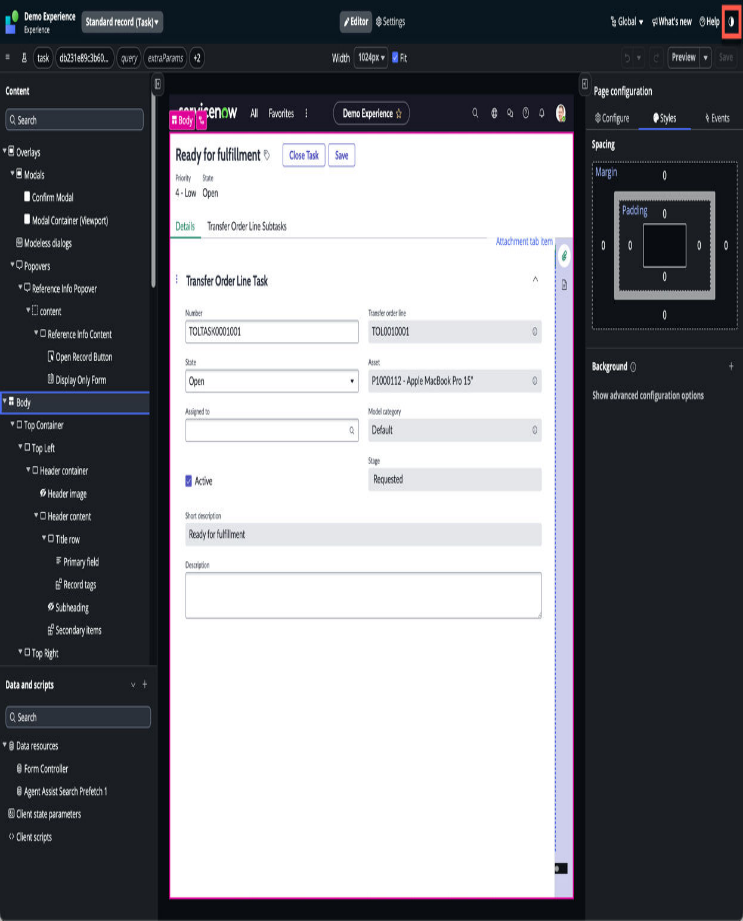 Demo Experience
Experience
Standard record (Task)
Editor
Settings
Global
What's new
Help
task
db231e89c3b60...
query
extraParams
+2
Width
1024px
Fit
Preview
Save
Content
Search
Overlays
Modals
Confirm Modal
Modal Container (Viewport)
Modeless dialogs
Popovers
Reference Info Popover
content
Reference Info Content
Open Record Button
Display Only Form
Body
Top Container
Top Left
Header container
Header image
Header content
Title row
Primary field
Record tags
Subheading
Secondary items
Top Right
Data and scripts
Search
Data resources
Form Controller
Agent Assist Search Prefetch 1
Client state parameters
Client scripts
servicenow
All
Favorites
Demo Experience
Body
Ready for fulfillment
Close Task
Save
Priority
State
4 - Low
Open
Details
Transfer Order Line Subtasks
Attachment tab item
Transfer Order Line Task
Number
TOLTASK0001001
Transfer order line
TOL0010001
State
Open
Asset
P1000112 - Apple MacBook Pro 15"
Assigned to
Model category
Default
Active
Stage
Requested
Short description
Ready for fulfillment
Description
Page configuration
Configure
Styles
Events
Spacing
Margin
0
Padding
0
0
0
0
0
0
0
Background
Show advanced configuration options